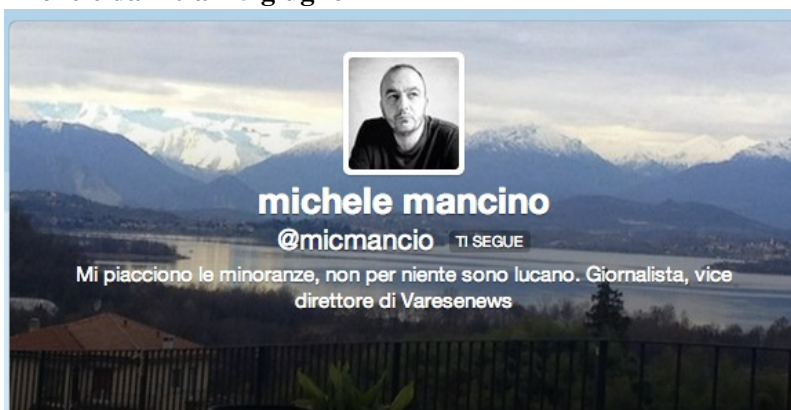 michele mancino
@micmancio TI SEGUE
Mi piacciono le minoranze, non per niente sono lucano. Giornalista, vice
direttore di Varesenews